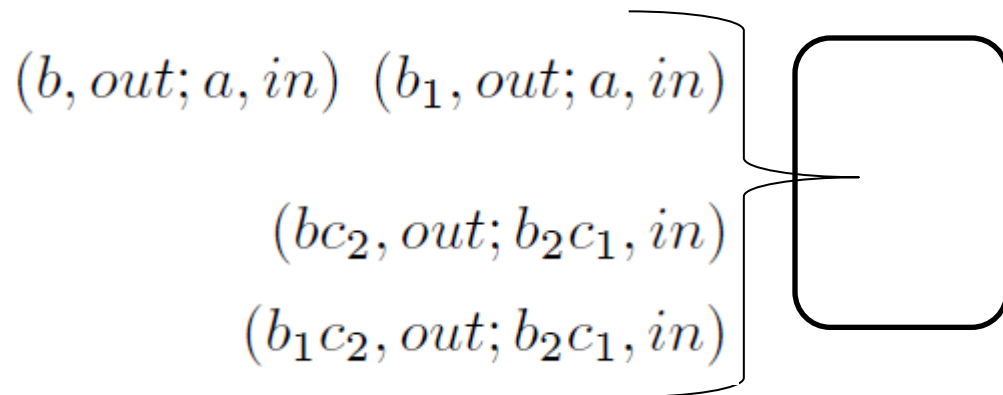 (b, out; a, in) (b₁, out; a, in)
(bc₂, out; b₂c₁, in)
(b₁c₂, out; b₂c₁, in)